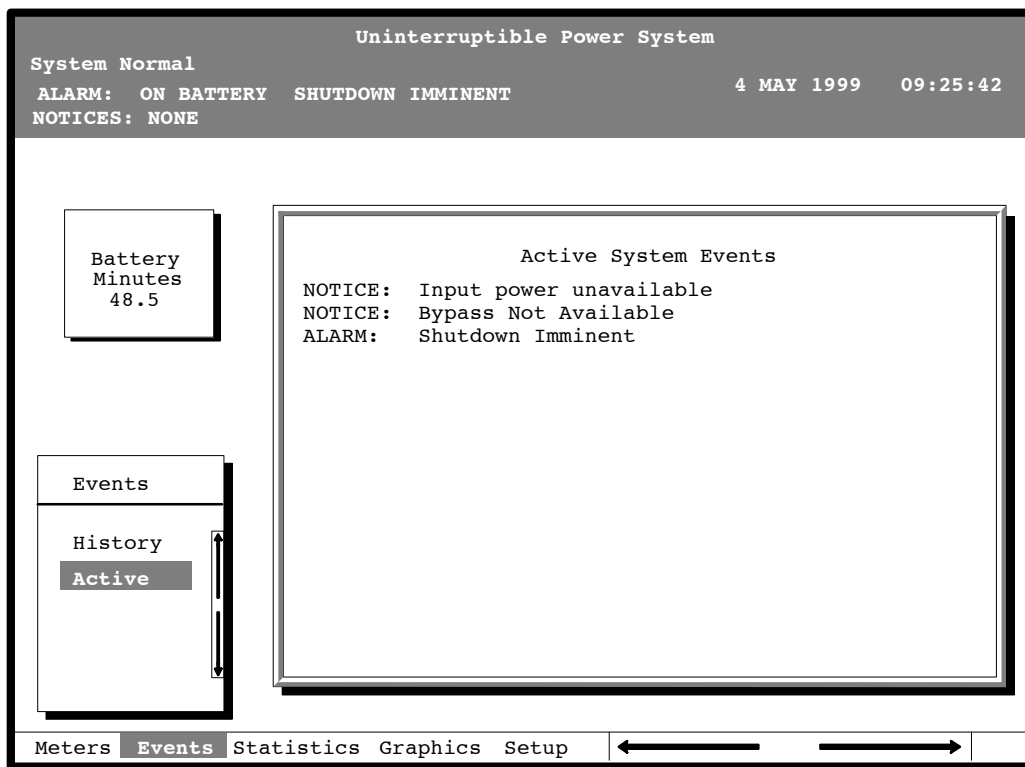 Uninterruptible Power System
System Normal
ALARM: ON BATTERY SHUTDOWN IMMINENT
4 MAY 1999 09:25:42
NOTICES: NONE
Battery
Minutes
48.5
Active System Events
NOTICE: Input power unavailable
NOTICE: Bypass Not Available
ALARM: Shutdown Imminent
Events
History
Active
Meters Events Statistics Graphics Setup